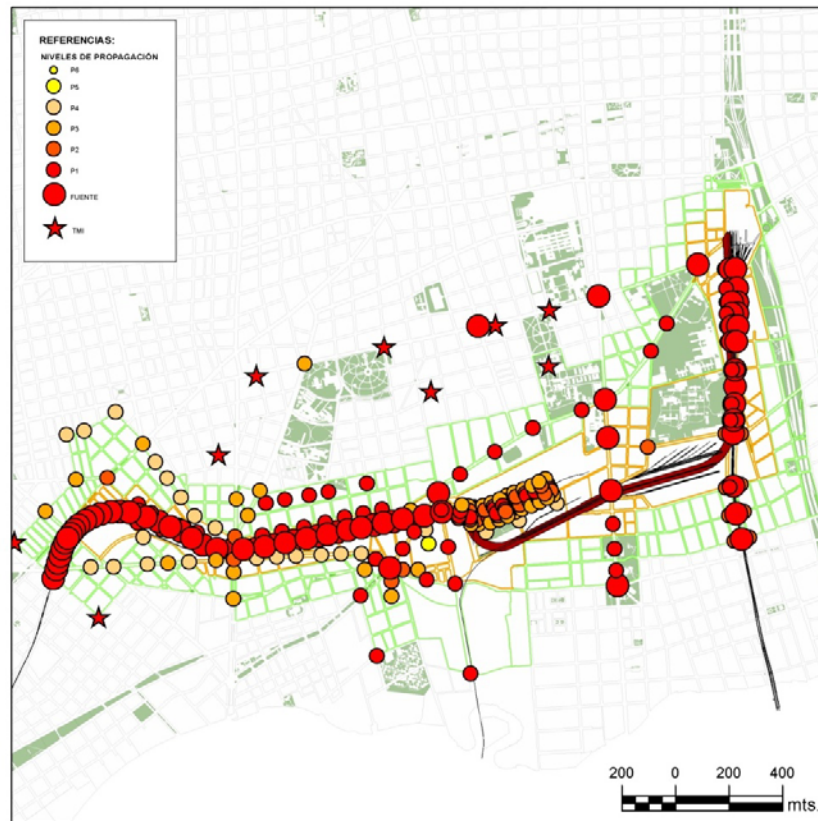 REFERENCIAS:
NIVELES DE PROPAGACIÓN
P6
P5
P4
P3
P2
P1
FUENTE
TMI
200 0 200 400
mts.